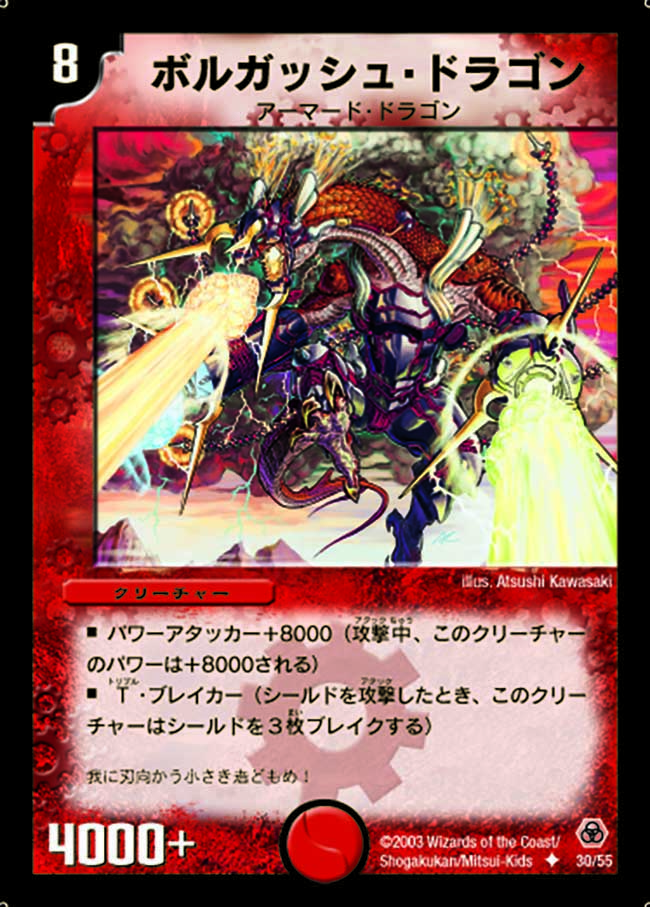 8
ボルガッシュ・ドラゴン
アーマード・ドラゴン
illus. Atsushi Kawasaki
クリーチャー
■ パワーアタッカー+8000（攻撃中、このクリーチャー
のパワーは+8000される）
■ T・ブレイカー（シールドを攻撃したとき、このクリー
チャーはシールドを３枚ブレイクする）
我に刃向かう小さき者どもめ！
4000+
©2003 Wizards of the Coast/
Shogakukan/Mitsui-Kids
30/55